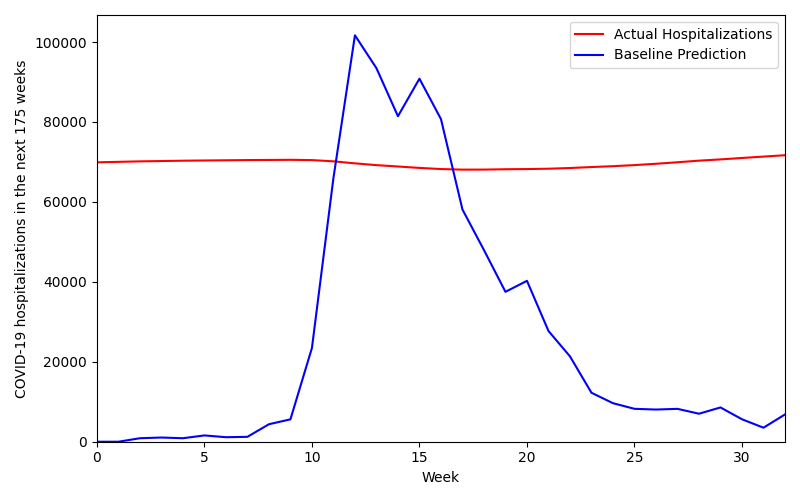 Actual Hospitalizations
Baseline Prediction
COVID-19 hospitalizations in the next 175 weeks
100000
80000
60000
40000
20000
0
0 5 10 15 20 25 30
Week